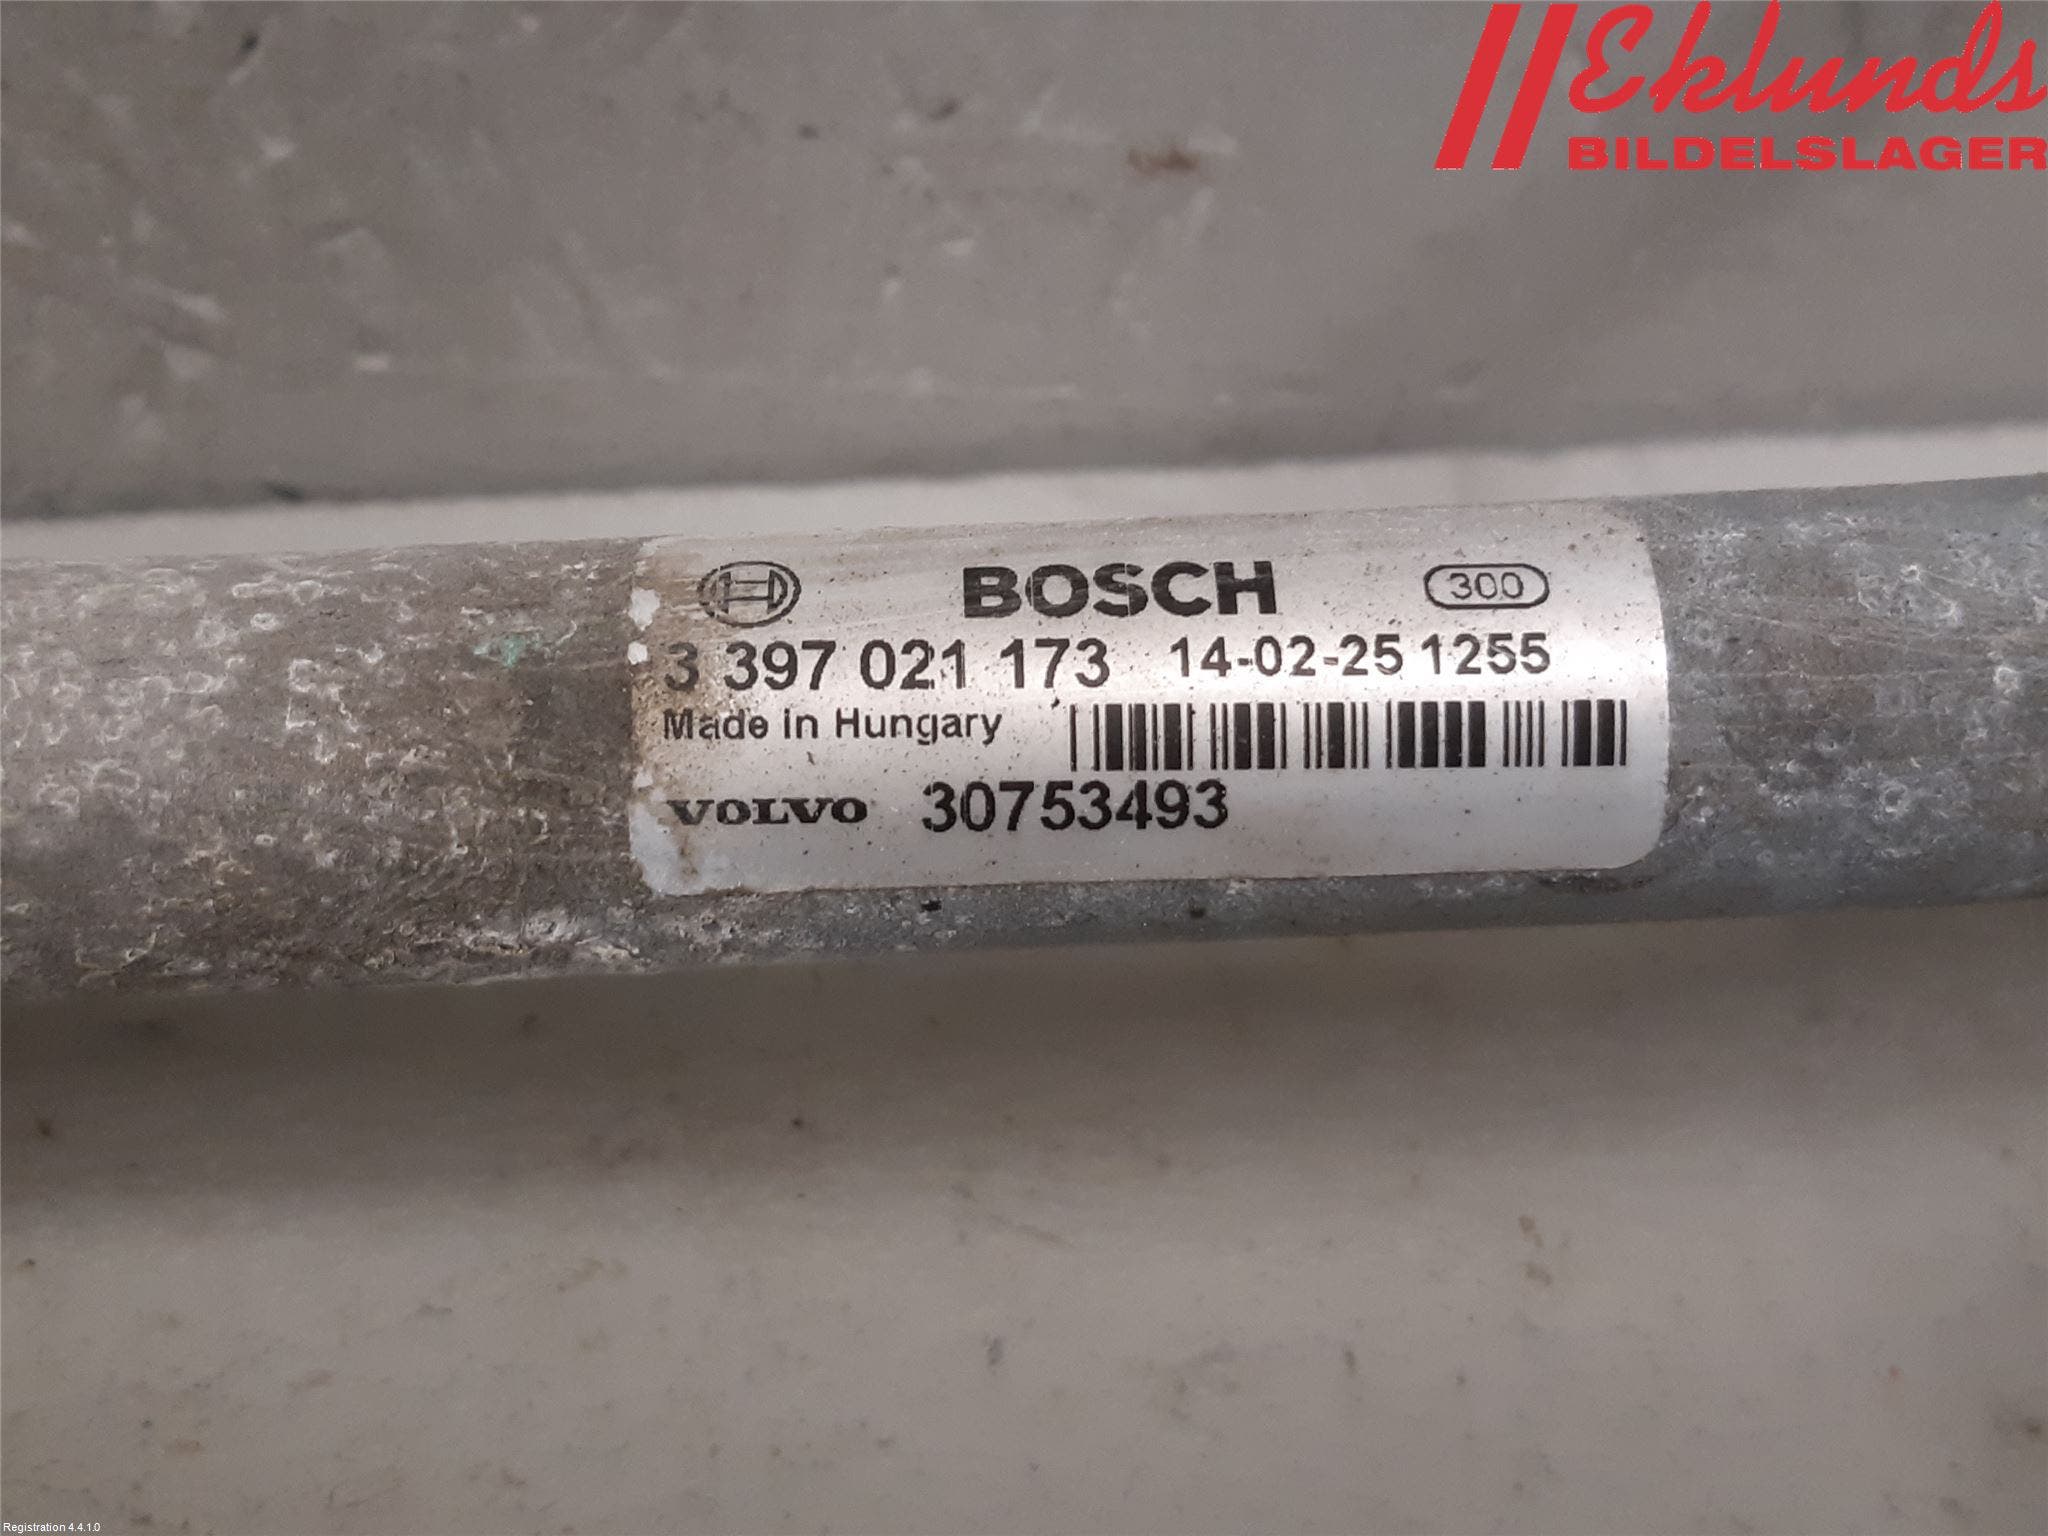 Eklunds
BILDELSLAGER
BOSCH 300
3 397 021 173 14-02-25 1255
Made in Hungary
VOLVO 30753493
Registration 4.4.1.0